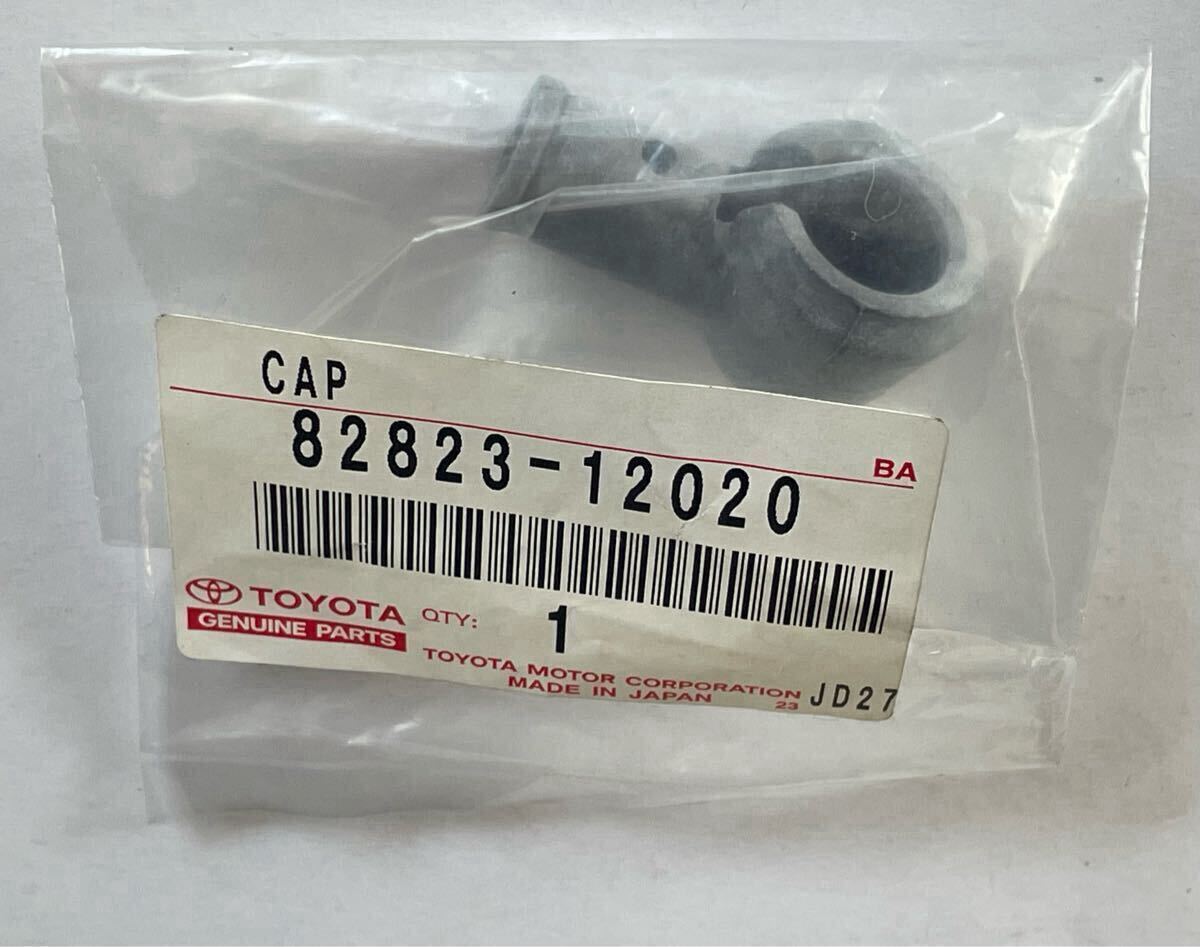 CAP
82823-12020
BA
TOYOTA
GENUINE PARTS
QTY: 1
TOYOTA MOTOR CORPORATION
MADE IN JAPAN 23 JD27